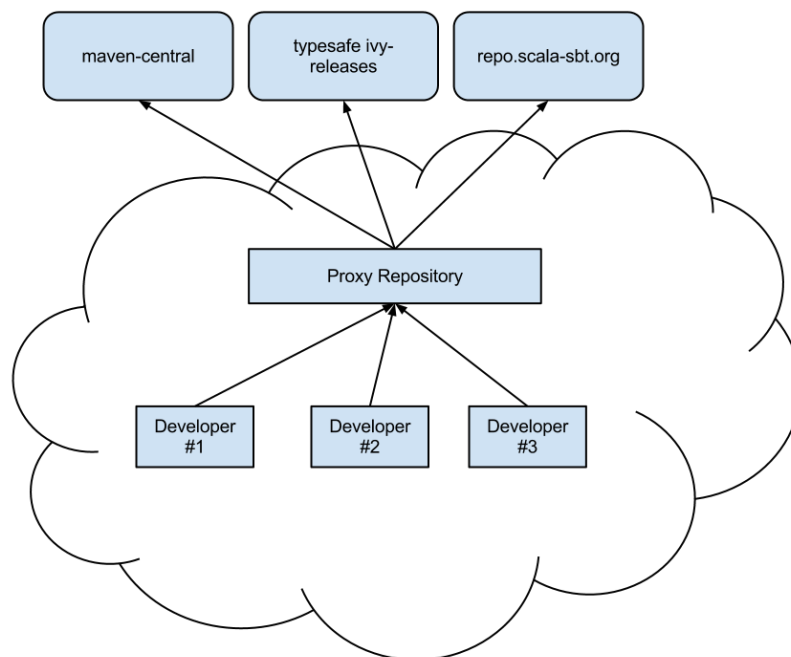 maven-central
typesafe ivy-
releases
repo.scala-sbt.org
Proxy Repository
Developer
#1
Developer
#2
Developer
#3